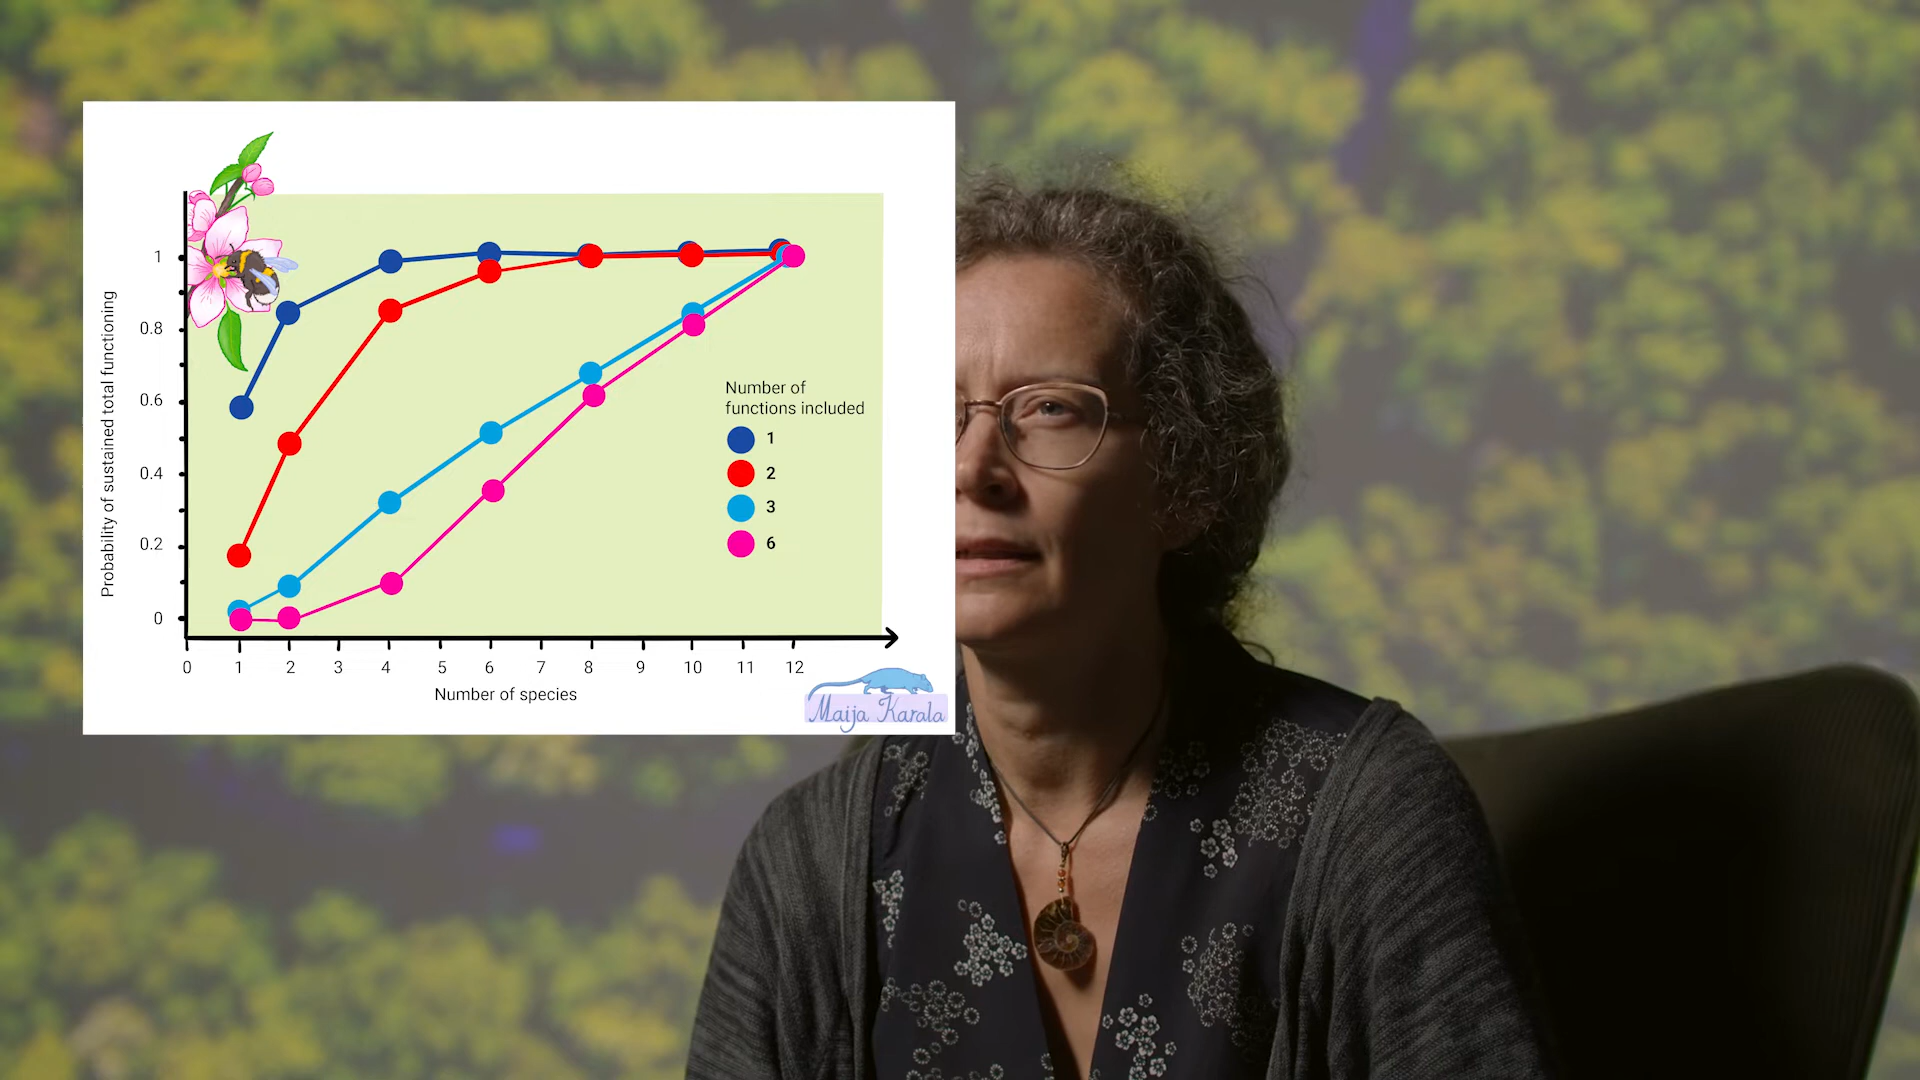 Probability of sustained total functioning
1
0.8
0.6
0.4
0.2
0
0 1 2 3 4 5 6 7 8 9 10 11 12
Number of species
Number of
functions included
1
2
3
6
Maija Karala